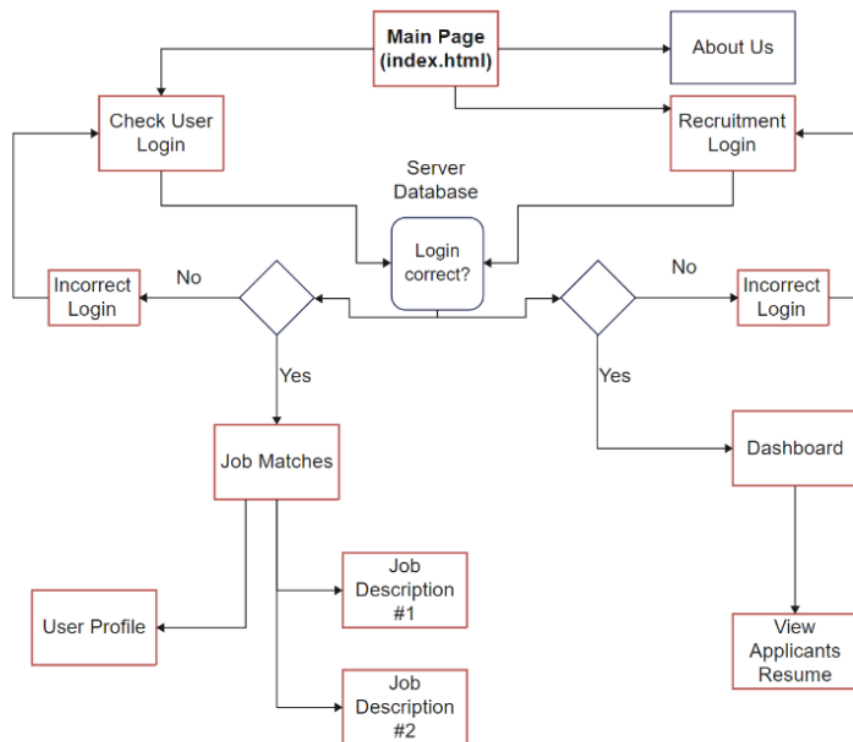 Main Page
(index.html)
About Us
Check User
Login
Recruitment
Login
Server
Database
Login
correct?
No
Incorrect
Login
No
Incorrect
Login
Yes
Yes
Job Matches
Dashboard
Job
Description
#1
User Profile
View
Applicants
Resume
Job
Description
#2